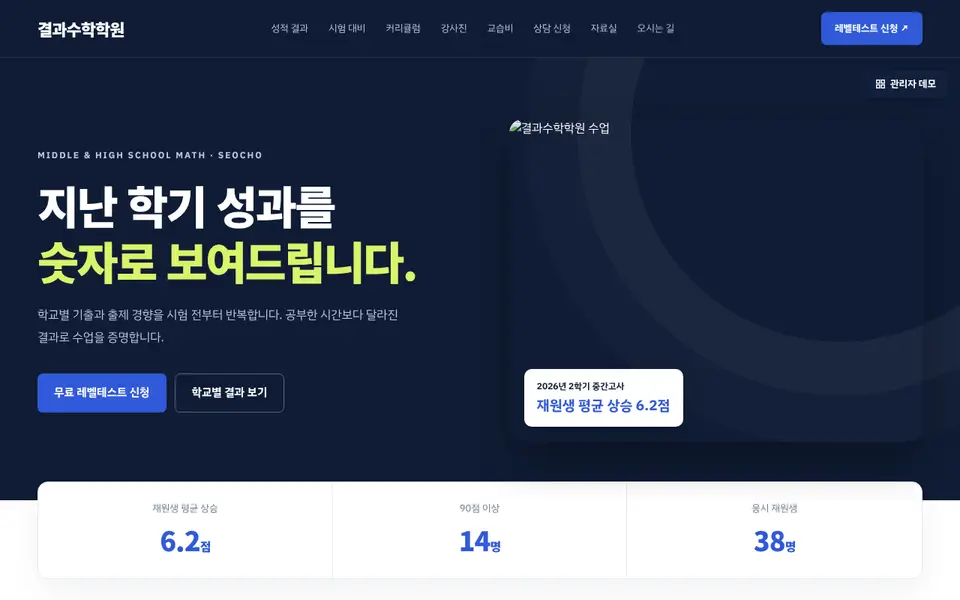 결과수학학원
성적 결과
시험 대비
커리큘럼
강사진
교습비
상담 신청
자료실
오시는 길
레벨테스트 신청 ↗
관리자 데모
결과수학학원 수업
MIDDLE & HIGH SCHOOL MATH · SEOCHO
지난 학기 성과를
숫자로 보여드립니다.
학교별 기출과 출제 경향을 시험 전부터 반복합니다. 공부한 시간보다 달라진
결과로 수업을 증명합니다.
무료 레벨테스트 신청
학교별 결과 보기
2026년 2학기 중간고사
재원생 평균 상승 6.2점
재원생 평균 상승
6.2점
90점 이상
14명
응시 재원생
38명